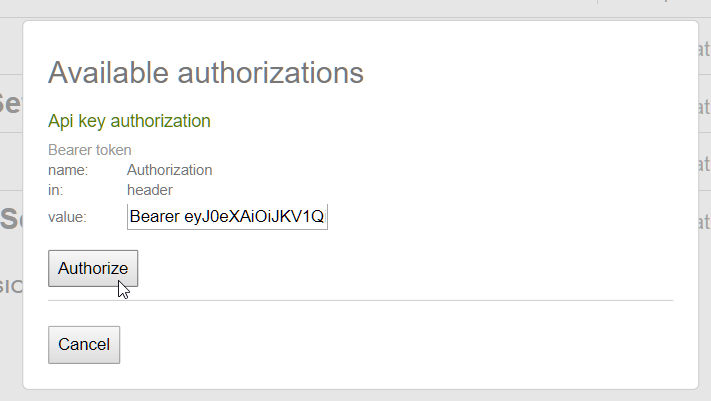 Available authorizations
Api key authorization
Bearer token
name: Authorization
in: header
value: Bearer eyJ0eXAiOiJKV1Q
Authorize
Cancel